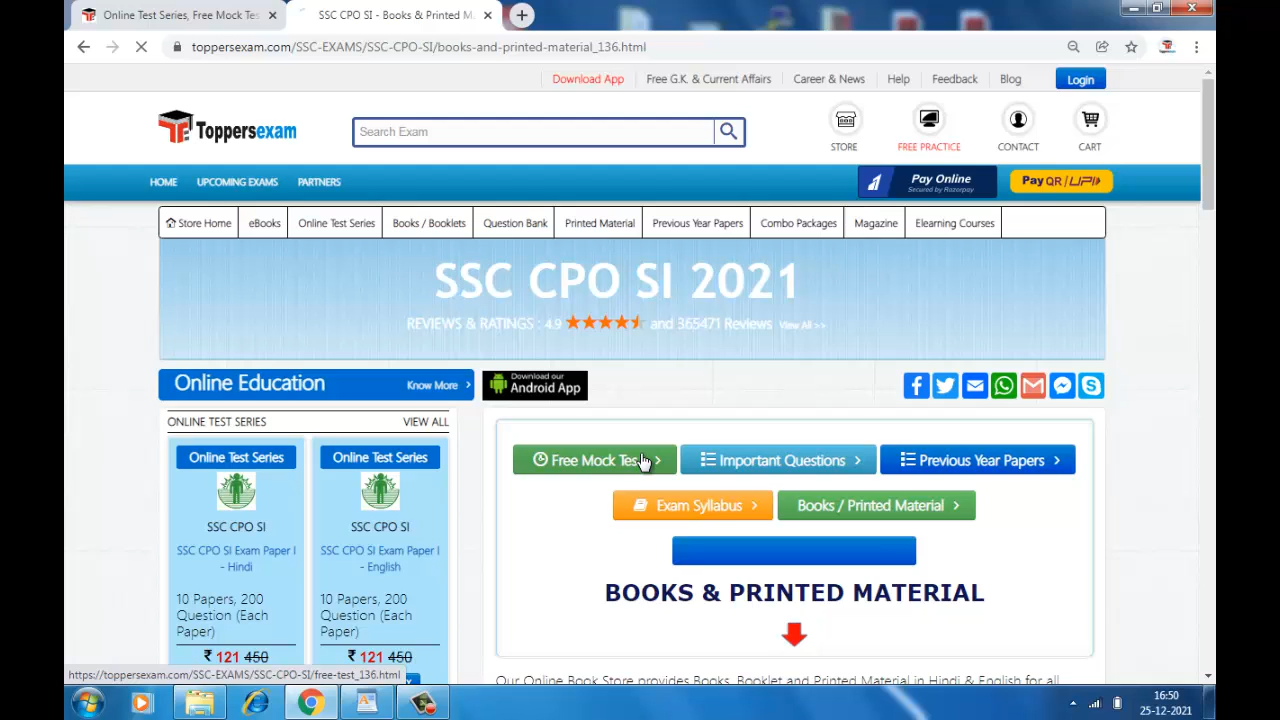 Online Test Series, Free Mock Tes
SSC CPO SI - Books & Printed M
toppersexam.com/SSC-EXAMS/SSC-CPO-SI/books-and-printed-material_136.html
Download App
Free G.K. & Current Affairs
Career & News
Help
Feedback
Blog
Login
Toppersexam
Search Exam
STORE
FREE PRACTICE
CONTACT
CART
HOME
UPCOMING EXAMS
PARTNERS
Pay Online
Secured by Razorpay
Pay QR / UPI
Store Home
eBooks
Online Test Series
Books / Booklets
Question Bank
Printed Material
Previous Year Papers
Combo Packages
Magazine
Elearning Courses
SSC CPO SI 2021
REVIEWS & RATINGS : 4.9 and 365471 Reviews View All >>
Online Education
Know More
Download our
Android App
ONLINE TEST SERIES
VIEW ALL
Online Test Series
SSC CPO SI
SSC CPO SI Exam Paper I
- Hindi
10 Papers, 200
Question (Each
Paper)
₹ 121 450
Online Test Series
SSC CPO SI
SSC CPO SI Exam Paper I
- English
10 Papers, 200
Question (Each
Paper)
₹ 121 450
Free Mock Tes
Important Questions
Previous Year Papers
Exam Syllabus
Books / Printed Material
BOOKS & PRINTED MATERIAL
Our Online Book Store provides Books, Booklet and Printed Material in Hindi & English for all
https://toppersexam.com/SSC-EXAMS/SSC-CPO-SI/free-test_136.html
16:50
25-12-2021